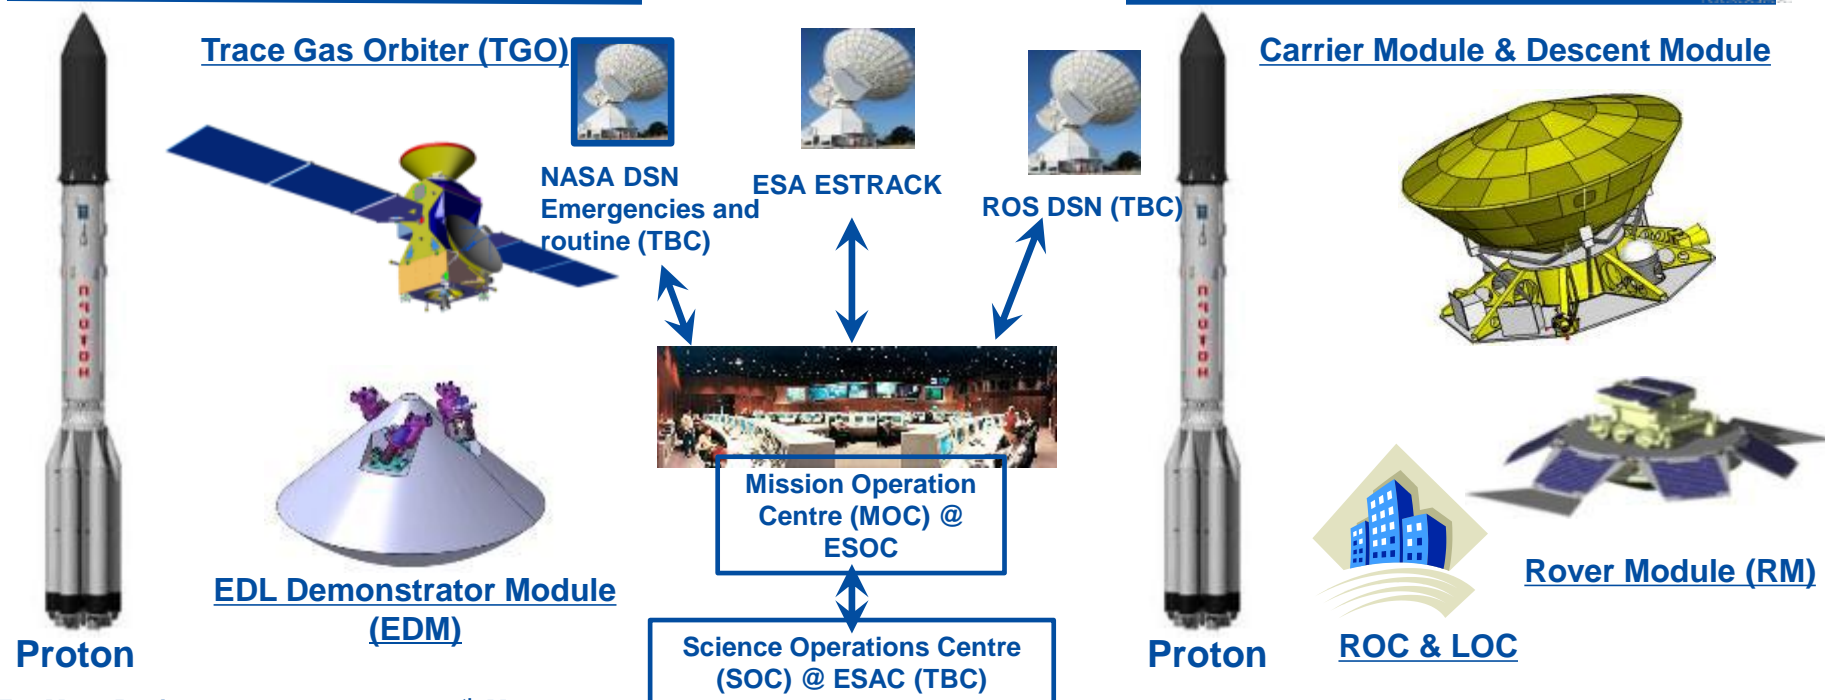 Trace Gas Orbiter (TGO)
Carrier Module & Descent Module
NASA DSN
Emergencies and
routine (TBC)
ESA ESTRACK
ROS DSN (TBC)
ПРОТОН
ПРОТОН
Mission Operation
Centre (MOC) @
ESOC
EDL Demonstrator Module
(EDM)
Rover Module (RM)
Science Operations Centre
(SOC) @ ESAC (TBC)
ROC & LOC
Proton
Proton